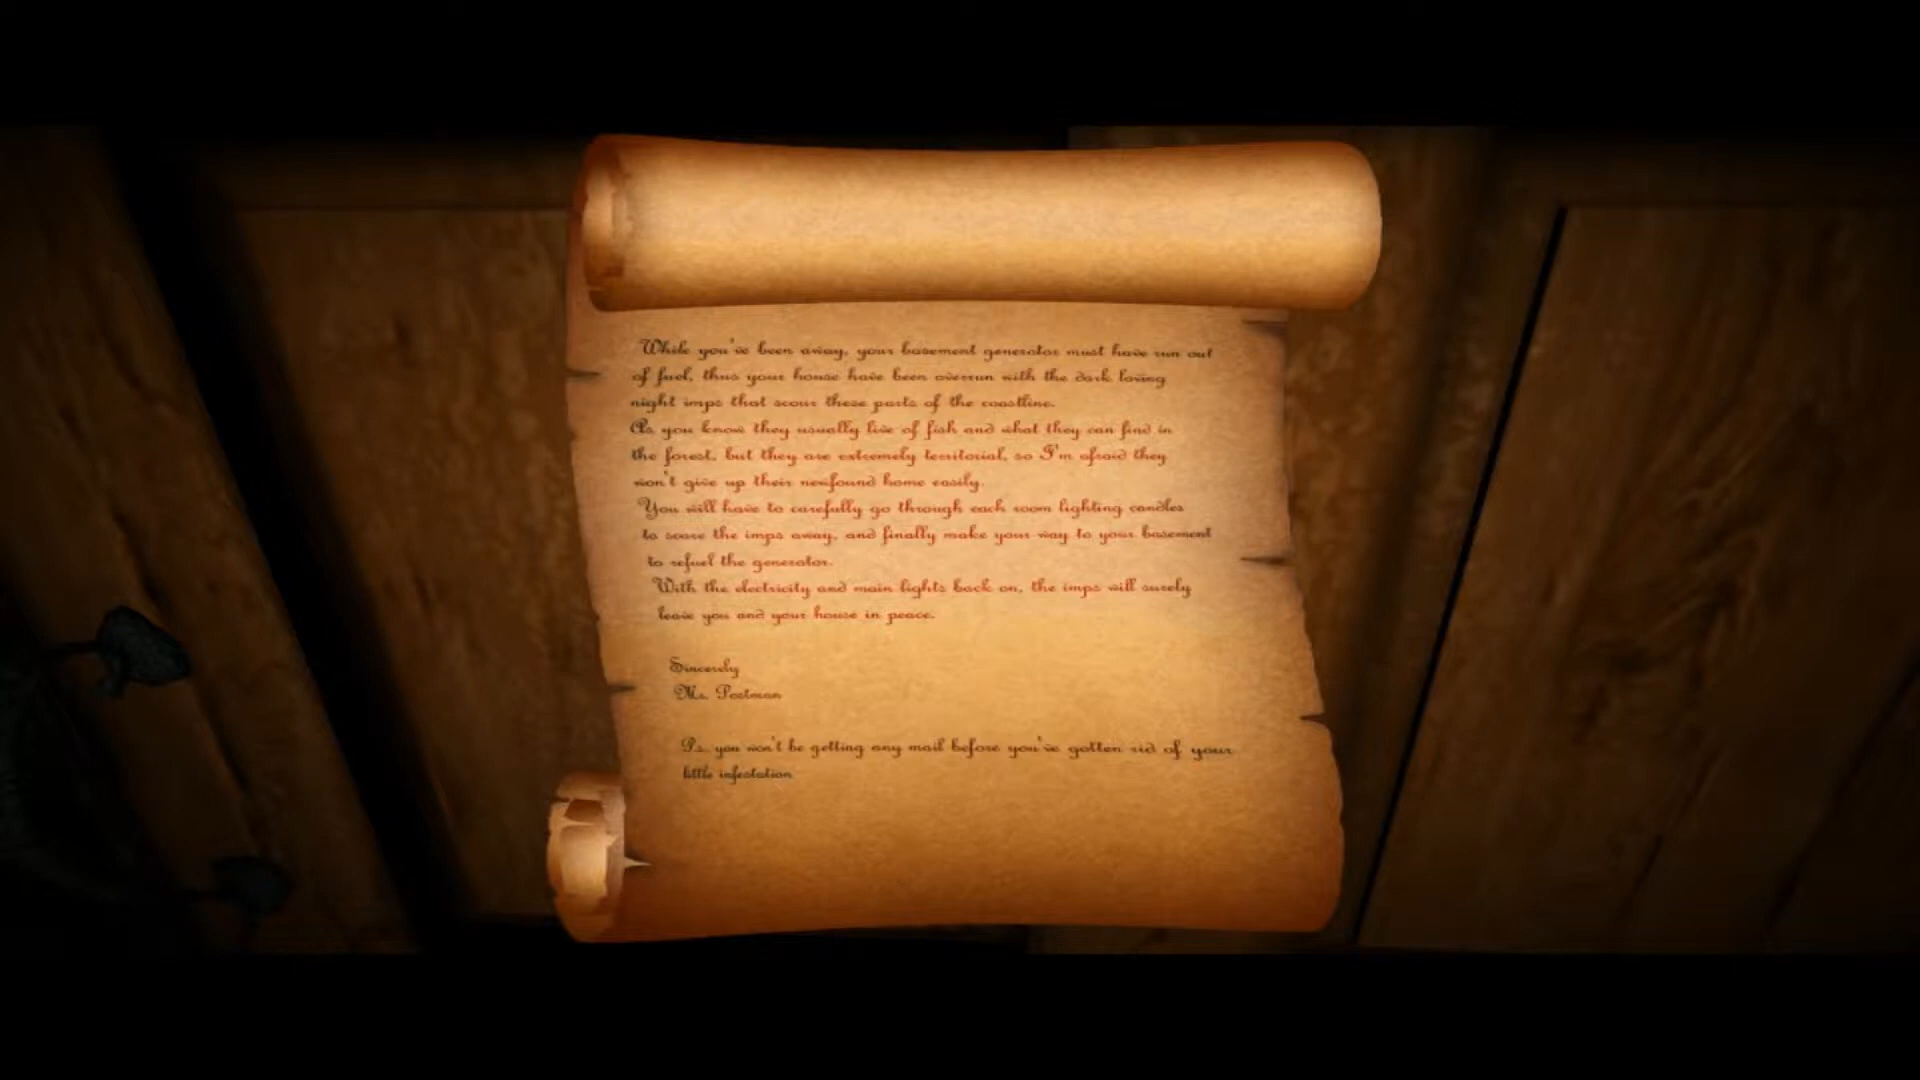 While you've been away, your basement generator must have run out
of fuel, thus your house have been overrun with the dark loving
night imps that scour these parts of the coastline.
As you know they usually live of fish and what they can find in
the forest, but they are extremely territorial, so I'm afraid they
won't give up their newfound home easily.
You will have to carefully go through each room lighting candles
to scare the imps away, and finally make your way to your basement
to refuel the generator.
With the electricity and main lights back on, the imps will surely
leave you and your house in peace.
Sincerely
Mr. Postman
Ps. you won't be getting any mail before you've gotten rid of your
little infestation